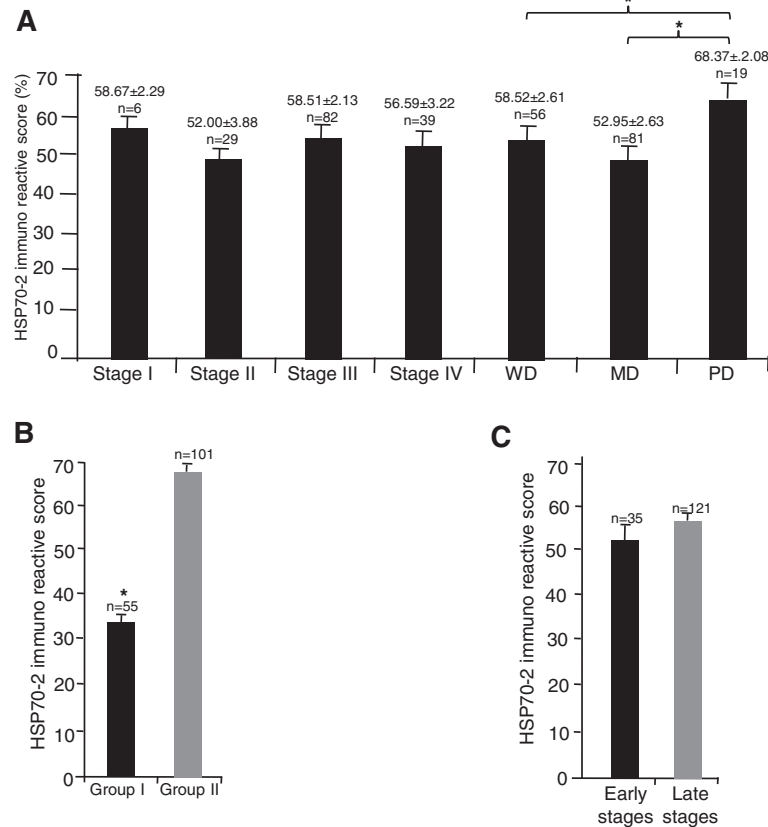 A
*
*
HSP70-2 immuno reactive score (%)
70
60
50
40
30
20
10
0
58.67±2.29
n=6
52.00±3.88
n=29
58.51±2.13
n=82
56.59±3.22
n=39
58.52±2.61
n=56
52.95±2.63
n=81
68.37±.2.08
n=19
Stage I Stage II Stage III Stage IV WD MD PD
B
HSP70-2 immuno reactive score
70
60
50
40
30
20
10
0
*
n=55
n=101
Group I Group II
C
HSP70-2 immuno reactive score
70
60
50
40
30
20
10
0
n=35
n=121
Early Late
stages stages